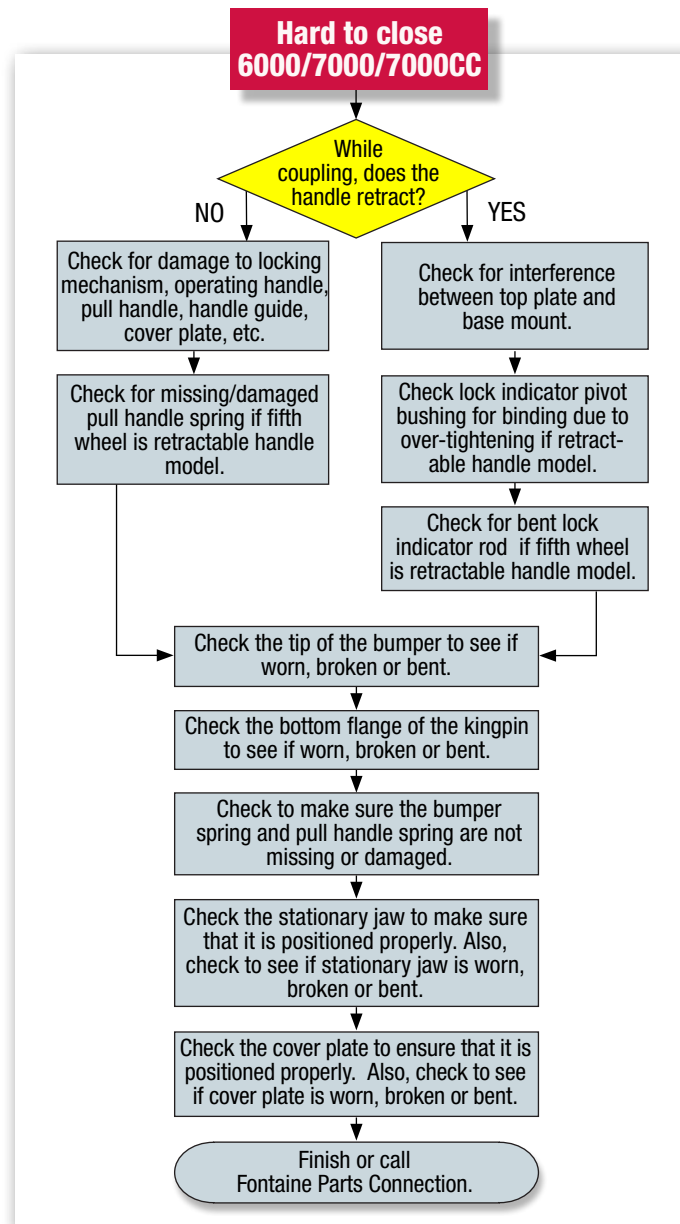 Hard to close
6000/7000/7000CC
While
coupling, does the
handle retract?
NO
YES
Check for damage to locking
mechanism, operating handle,
pull handle, handle guide,
cover plate, etc.
Check for missing/damaged
pull handle spring if fifth
wheel is retractable handle
model.
Check for interference
between top plate and
base mount.
Check lock indicator pivot
bushing for binding due to
over-tightening if retract-
able handle model.
Check for bent lock
indicator rod if fifth wheel
is retractable handle model.
Check the tip of the bumper to see if
worn, broken or bent.
Check the bottom flange of the kingpin
to see if worn, broken or bent.
Check to make sure the bumper
spring and pull handle spring are not
missing or damaged.
Check the stationary jaw to make sure
that it is positioned properly. Also,
check to see if stationary jaw is worn,
broken or bent.
Check the cover plate to ensure that it is
positioned properly. Also, check to see
if cover plate is worn, broken or bent.
Finish or call
Fontaine Parts Connection.